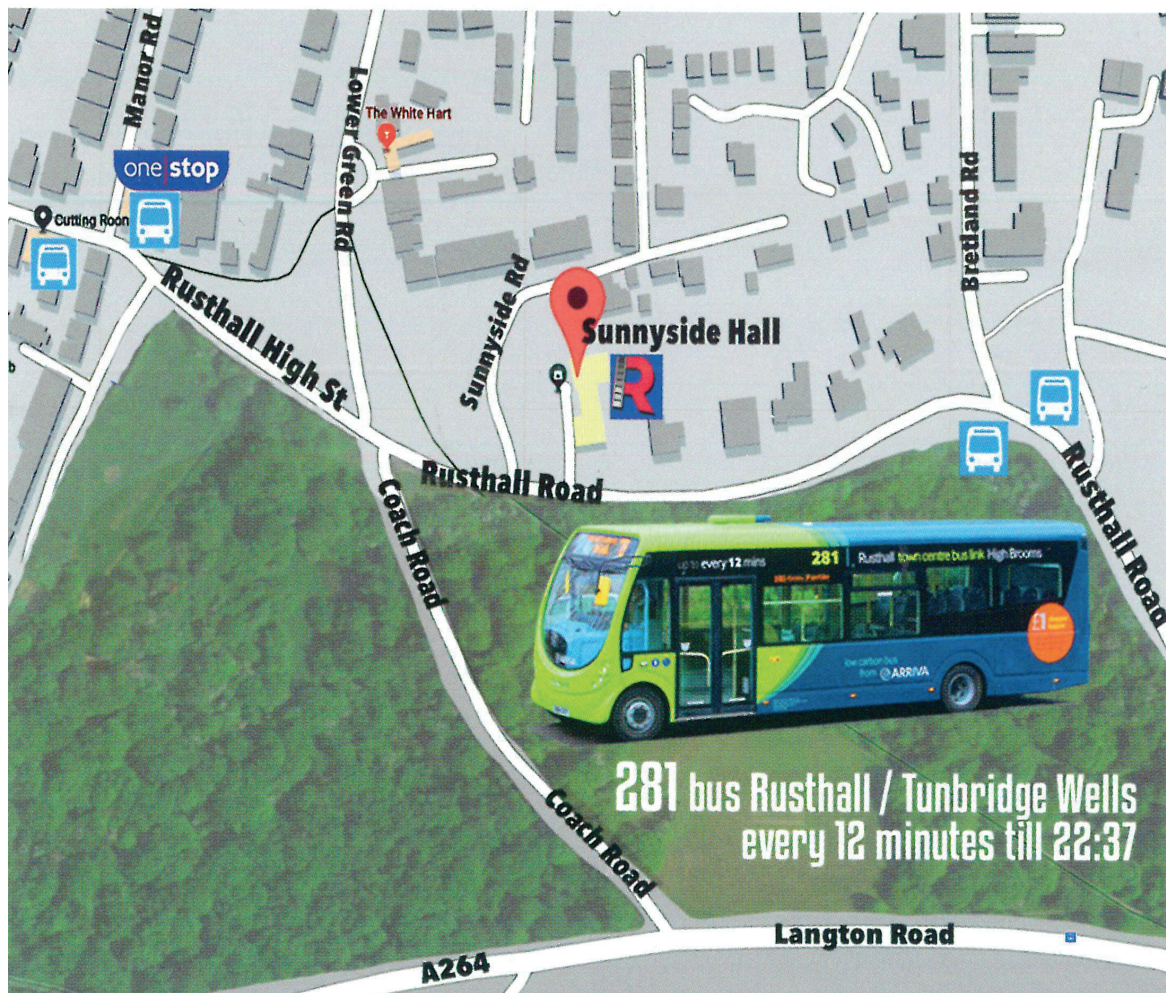 Manor Rd
Lower Green Rd
The White Hart
one stop
Cutting Room
Rusthall High St
Sunnyside Rd
Sunnyside Hall
R
Bretland Rd
Rusthall Road
Rusthall Road
Coach Road
up to every 12 mins
281
Rusthall town centre bus link High Brooms
£1
low carbon bus
from ARRIVA
281 bus Rusthall / Tunbridge Wells
every 12 minutes till 22:37
Coach Road
Langton Road
A264